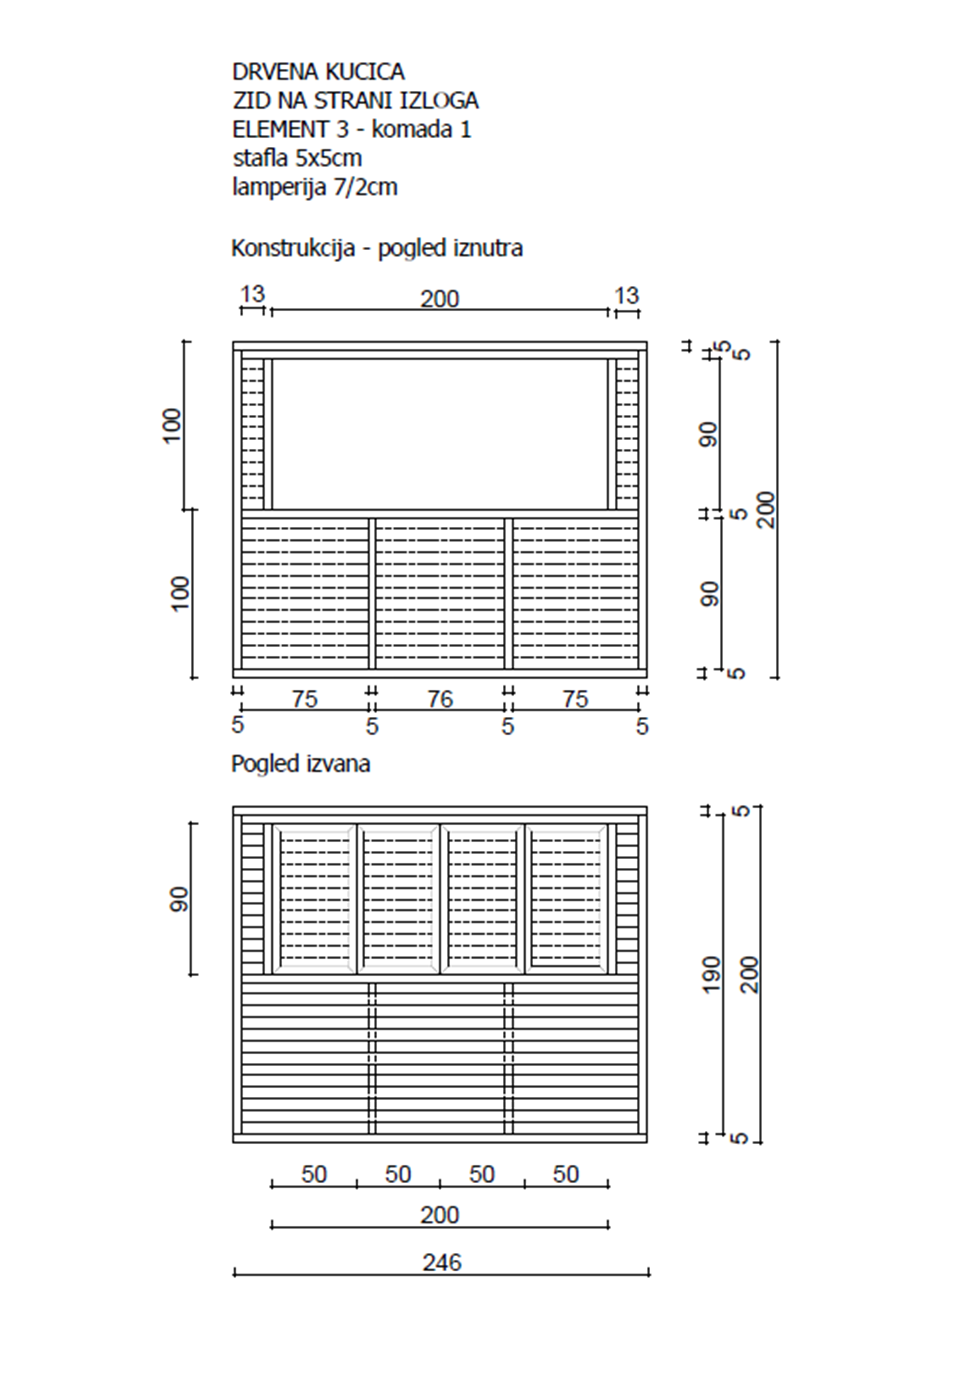 DRVENA KUCICA
ZID NA STRANI IZLOGA
ELEMENT 3 - komada 1
stafla 5x5cm
lamperija 7/2cm
Konstrukcija - pogled iznutra
13 200 13
5
5
100
90
200
5
100
90
5
75 76 75
5 5 5 5
Pogled izvana
5
90
190
200
5
50 50 50 50
200
246